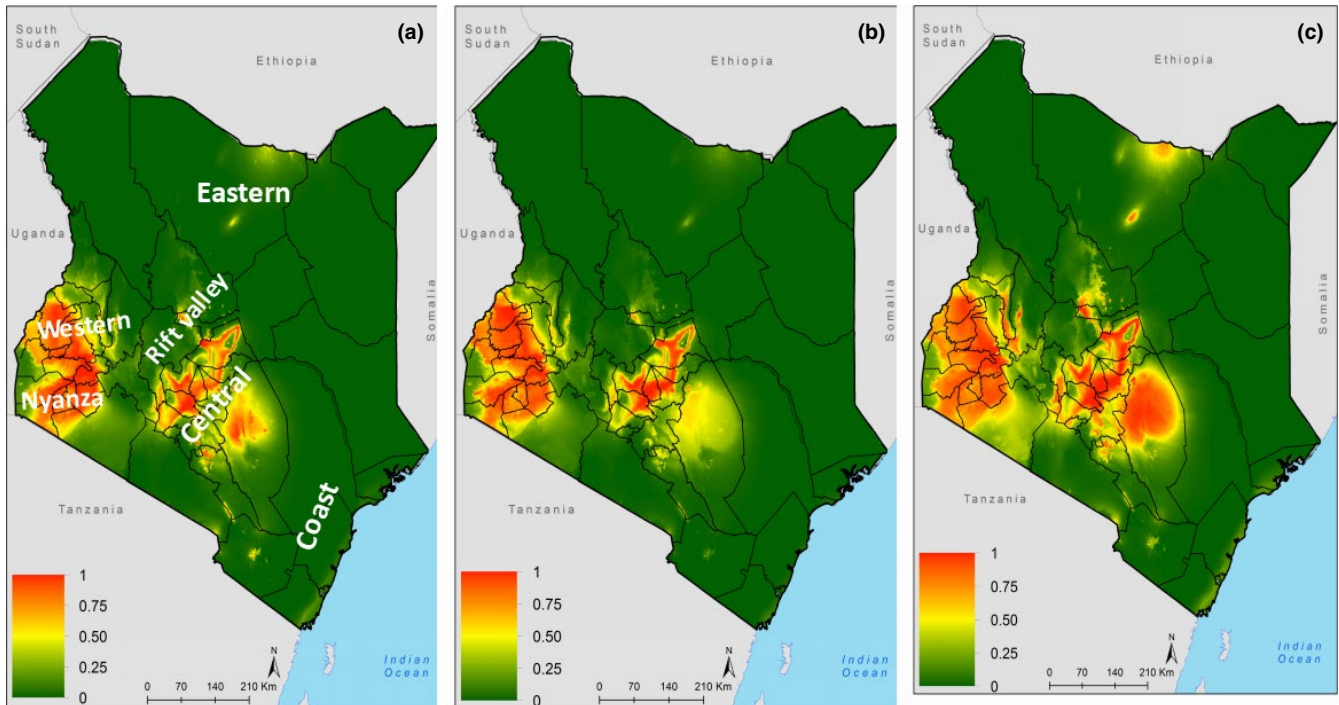 (a)
South
Sudan
Ethiopia
Eastern
Uganda
Somalia
Western
Rift valley
Nyanza
Central
Coast
Tanzania
1
0.75
0.50
0.25
0
N
0 70 140 210 Km
Indian
Ocean
(b)
South
Sudan
Ethiopia
Uganda
Somalia
Tanzania
1
0.75
0.50
0.25
0
N
0 70 140 210 Km
Indian
Ocean
(c)
South
Sudan
Ethiopia
Uganda
Somalia
Tanzania
1
0.75
0.50
0.25
0
N
0 70 140 210 Km
Indian
Ocean